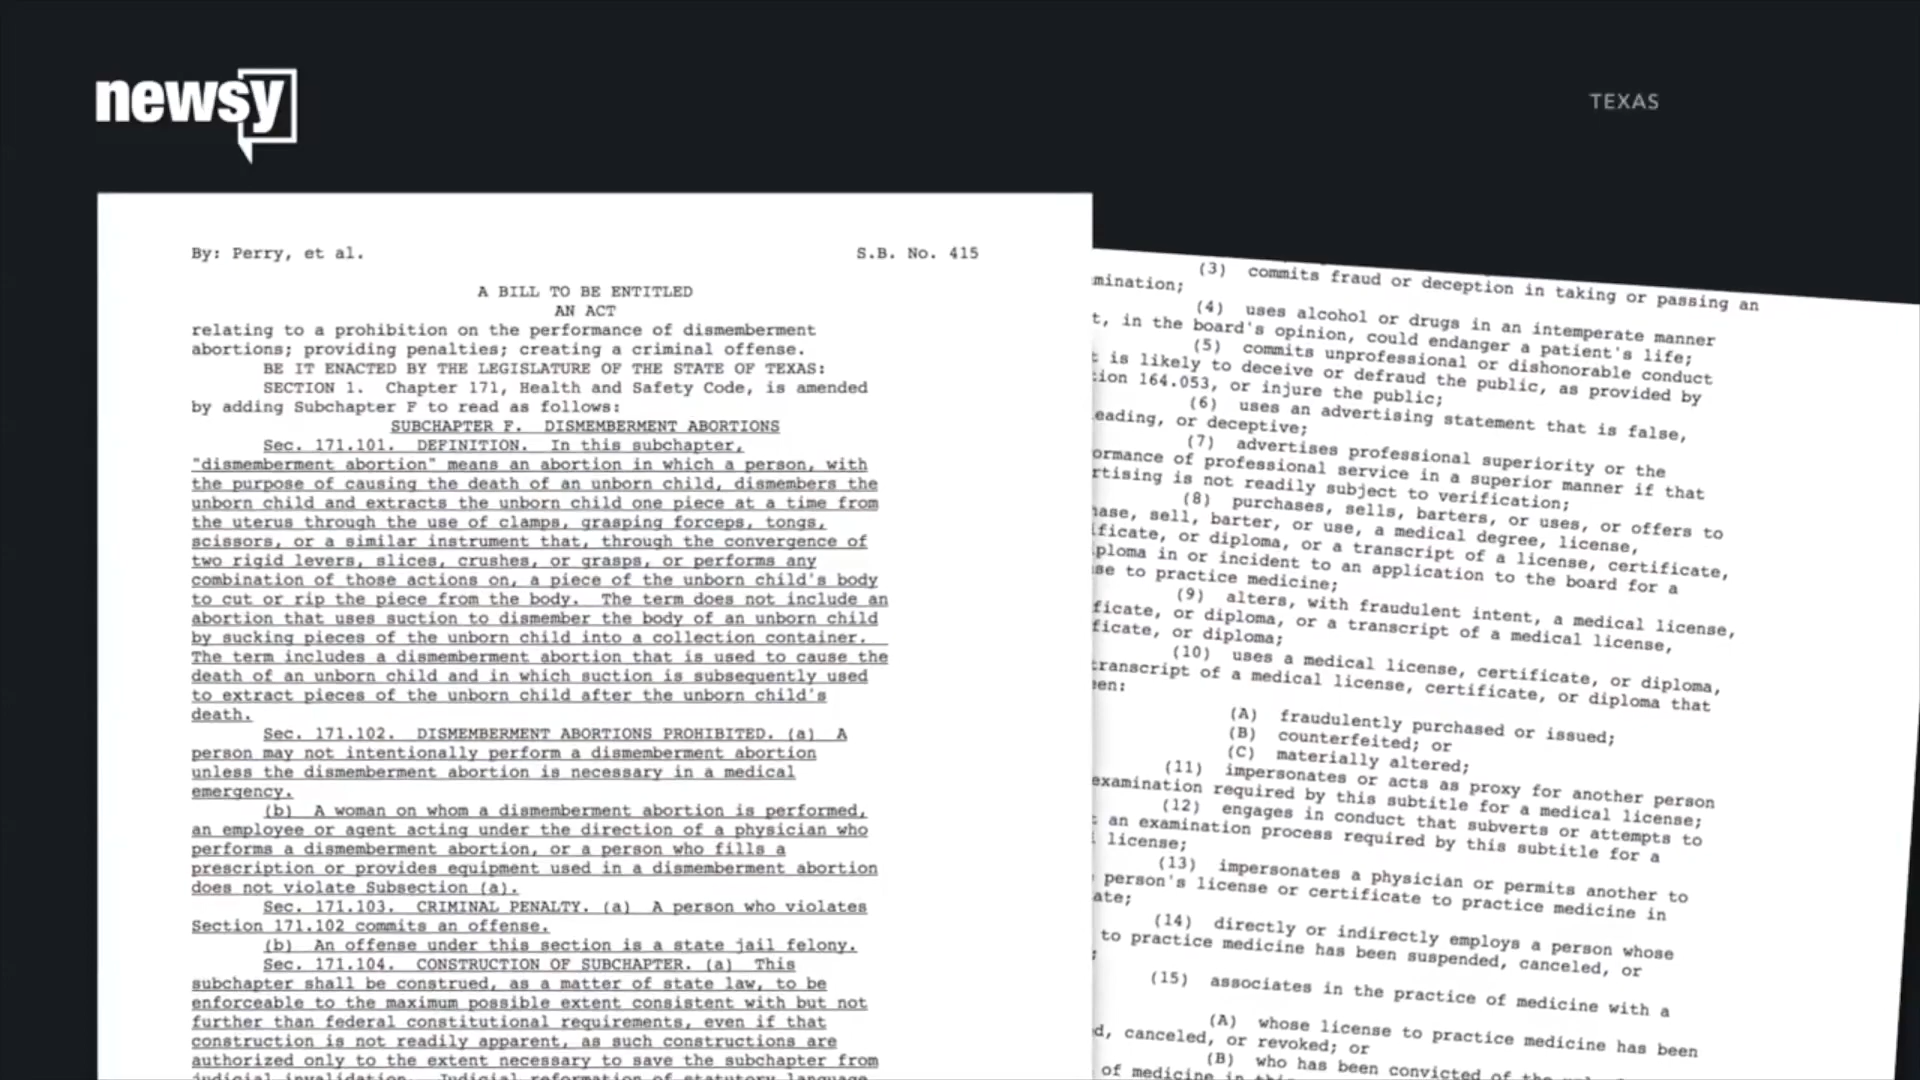 newsy
TEXAS
By: Perry, et al. S.B. No. 415
A BILL TO BE ENTITLED
AN ACT
relating to a prohibition on the performance of dismemberment
abortions; providing penalties; creating a criminal offense.
BE IT ENACTED BY THE LEGISLATURE OF THE STATE OF TEXAS:
SECTION 1. Chapter 171, Health and Safety Code, is amended
by adding Subchapter F to read as follows:
SUBCHAPTER F. DISMEMBERMENT ABORTIONS
Sec. 171.101. DEFINITION. In this subchapter,
"dismemberment abortion" means an abortion in which a person, with
the purpose of causing the death of an unborn child, dismembers the
unborn child and extracts the unborn child one piece at a time from
the uterus through the use of clamps, grasping forceps, tongs,
scissors, or a similar instrument that, through the convergence of
two rigid levers, slices, crushes, or grasps, or performs any
combination of those actions on, a piece of the unborn child's body
to cut or rip the piece from the body. The term does not include an
abortion that uses suction to dismember the body of an unborn child
by sucking pieces of the unborn child into a collection container.
The term includes a dismemberment abortion that is used to cause the
death of an unborn child and in which suction is subsequently used
to extract pieces of the unborn child after the unborn child's
death.
Sec. 171.102. DISMEMBERMENT ABORTIONS PROHIBITED. (a) A
person may not intentionally perform a dismemberment abortion
unless the dismemberment abortion is necessary in a medical
emergency.
(b) A woman on whom a dismemberment abortion is performed,
an employee or agent acting under the direction of a physician who
performs a dismemberment abortion, or a person who fills a
prescription or provides equipment used in a dismemberment abortion
does not violate Subsection (a).
Sec. 171.103. CRIMINAL PENALTY. (a) A person who violates
Section 171.102 commits an offense.
(b) An offense under this section is a state jail felony.
Sec. 171.104. CONSTRUCTION OF SUBCHAPTER. (a) This
subchapter shall be construed, as a matter of state law, to be
enforceable to the maximum possible extent consistent with but not
further than federal constitutional requirements, even if that
construction is not readily apparent, as such constructions are
authorized only to the extent necessary to save the subchapter from
judicial invalidation. Judicial reformation of statutory language
(3) commits fraud or deception in taking or passing an
mination;
(4) uses alcohol or drugs in an intemperate manner
t, in the board's opinion, could endanger a patient's life;
(5) commits unprofessional or dishonorable conduct
t is likely to deceive or defraud the public, as provided by
ion 164.053, or injure the public;
(6) uses an advertising statement that is false,
eading, or deceptive;
(7) advertises professional superiority or the
ormance of professional service in a superior manner if that
rtising is not readily subject to verification;
(8) purchases, sells, barters, or uses, or offers to
hase, sell, barter, or use, a medical degree, license,
ificate, or diploma, or a transcript of a license, certificate,
iploma in or incident to an application to the board for a
se to practice medicine;
(9) alters, with fraudulent intent, a medical license,
ficate, or diploma, or a transcript of a medical license,
ficate, or diploma;
(10) uses a medical license, certificate, or diploma,
transcript of a medical license, certificate, or diploma that
een:
(A) fraudulently purchased or issued;
(B) counterfeited; or
(C) materially altered;
(11) impersonates or acts as proxy for another person
examination required by this subtitle for a medical license;
(12) engages in conduct that subverts or attempts to
t an examination process required by this subtitle for a
l license;
(13) impersonates a physician or permits another to
person's license or certificate to practice medicine in
ate;
(14) directly or indirectly employs a person whose
to practice medicine has been suspended, canceled, or
;
(15) associates in the practice of medicine with a
(A) whose license to practice medicine has been
d, canceled, or revoked; or
(B) who has been convicted of the
of medicine in